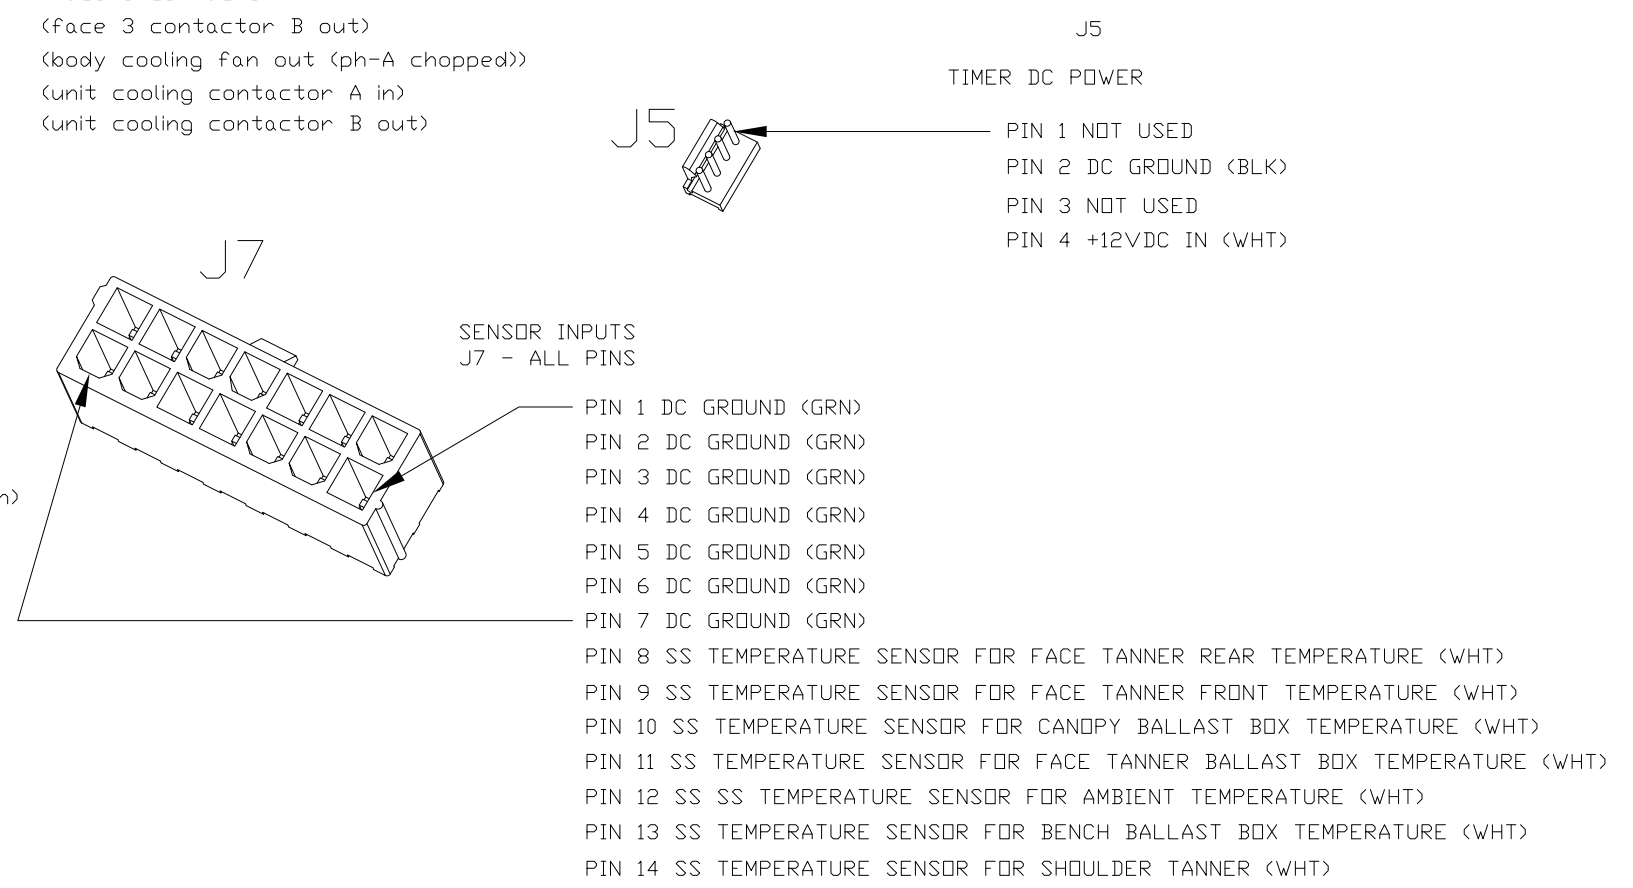 (face 3 contactor B out)
(body cooling fan out (ph-A chopped))
(unit cooling contactor A in)
(unit cooling contactor B out)
J5
TIMER DC POWER
J5
PIN 1 NOT USED
PIN 2 DC GROUND (BLK)
PIN 3 NOT USED
PIN 4 +12VDC IN (WHT)
J7
SENSOR INPUTS
J7 - ALL PINS
PIN 1 DC GROUND (GRN)
PIN 2 DC GROUND (GRN)
PIN 3 DC GROUND (GRN)
PIN 4 DC GROUND (GRN)
PIN 5 DC GROUND (GRN)
PIN 6 DC GROUND (GRN)
PIN 7 DC GROUND (GRN)
PIN 8 SS TEMPERATURE SENSOR FOR FACE TANNER REAR TEMPERATURE (WHT)
PIN 9 SS TEMPERATURE SENSOR FOR FACE TANNER FRONT TEMPERATURE (WHT)
PIN 10 SS TEMPERATURE SENSOR FOR CANOPY BALLAST BOX TEMPERATURE (WHT)
PIN 11 SS TEMPERATURE SENSOR FOR FACE TANNER BALLAST BOX TEMPERATURE (WHT)
PIN 12 SS SS TEMPERATURE SENSOR FOR AMBIENT TEMPERATURE (WHT)
PIN 13 SS TEMPERATURE SENSOR FOR BENCH BALLAST BOX TEMPERATURE (WHT)
PIN 14 SS TEMPERATURE SENSOR FOR SHOULDER TANNER (WHT)